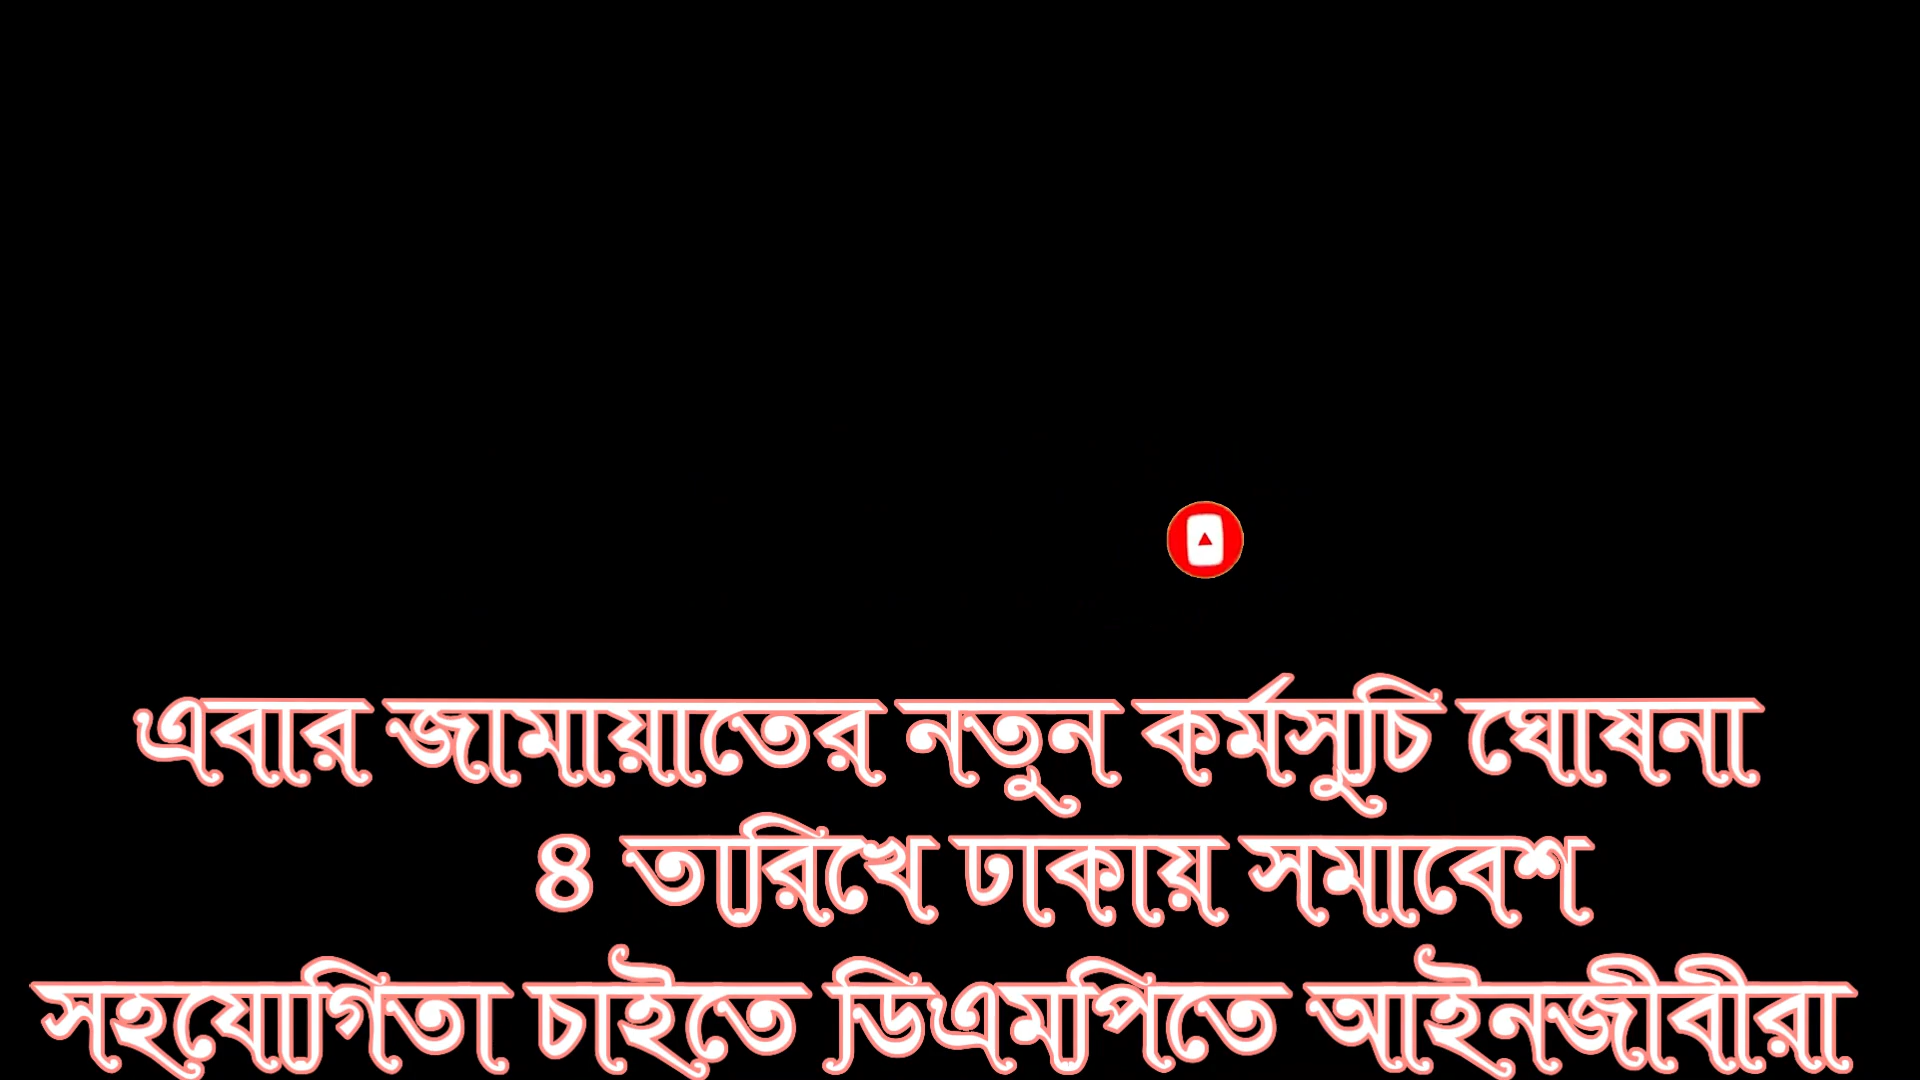 এবার জামায়াতের নতুন কর্মসুচি ঘোষনা
৪ তারিখে ঢাকায় সমাবেশ
সহযোগিতা চাইতে ডিএমপিতে আইনজীবীরা